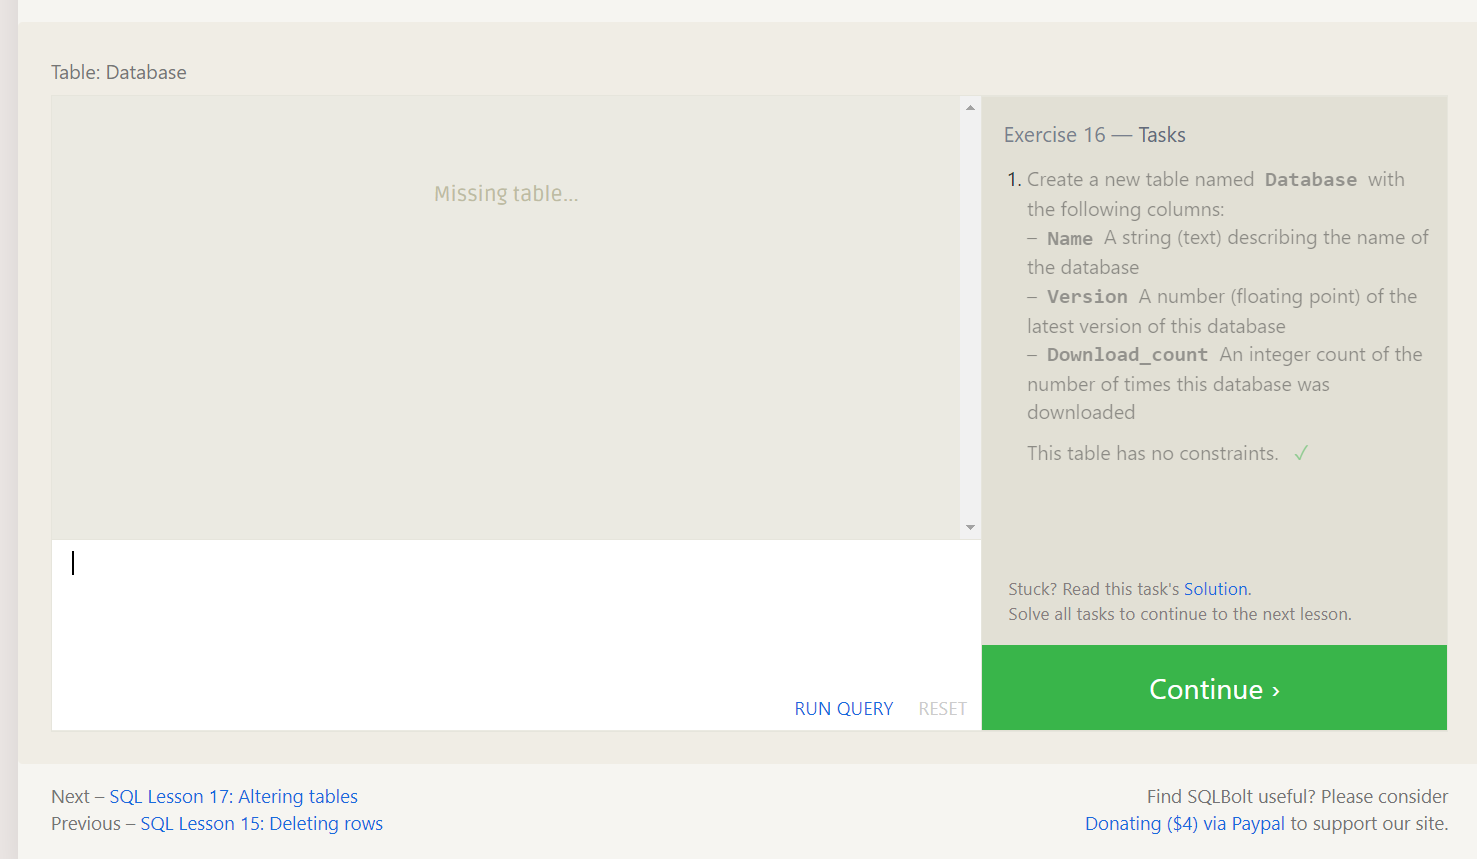 Table: Database
Missing table...
RUN QUERY RESET
Exercise 16 — Tasks
1. Create a new table named Database with
the following columns:
– Name A string (text) describing the name of
the database
– Version A number (floating point) of the
latest version of this database
– Download_count An integer count of the
number of times this database was
downloaded
This table has no constraints. ✓
Stuck? Read this task's Solution.
Solve all tasks to continue to the next lesson.
Continue ›
Next – SQL Lesson 17: Altering tables
Previous – SQL Lesson 15: Deleting rows
Find SQLBolt useful? Please consider
Donating ($4) via Paypal to support our site.